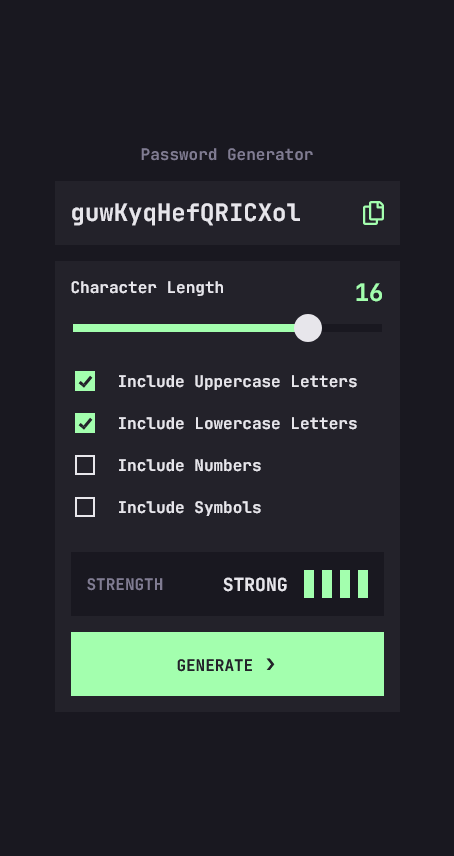 Password Generator
guwKyqHefQRICXol
Character Length
16
Include Uppercase Letters
Include Lowercase Letters
Include Numbers
Include Symbols
STRENGTH STRONG
GENERATE ❯